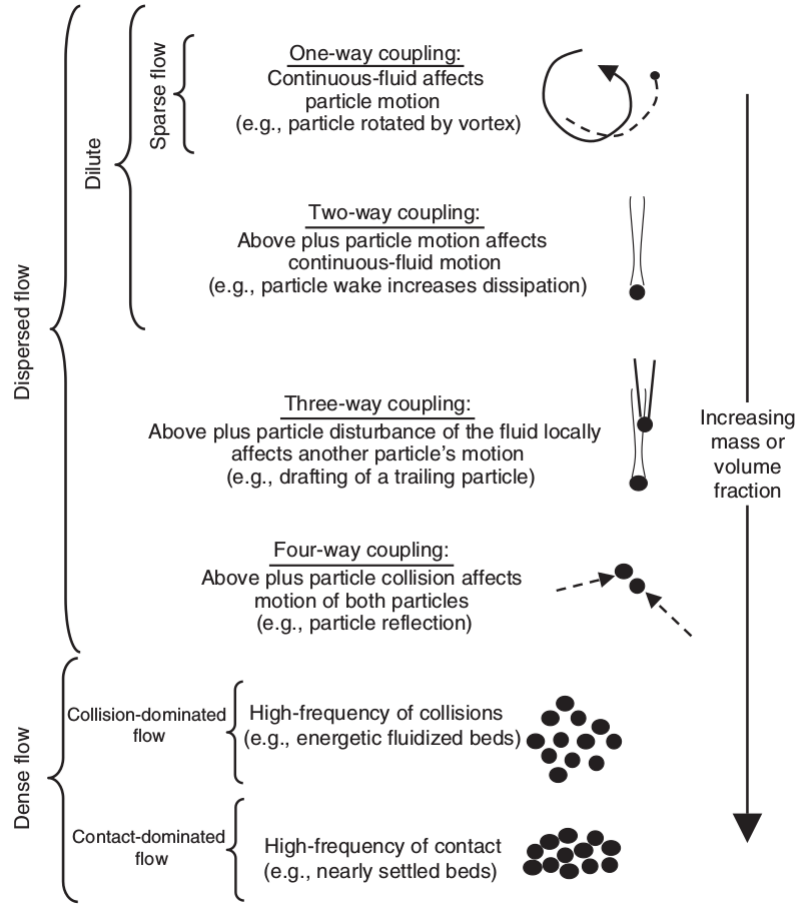 Dispersed flow
Dilute
Sparse flow
One-way coupling:
Continuous-fluid affects
particle motion
(e.g., particle rotated by vortex)
Two-way coupling:
Above plus particle motion affects
continuous-fluid motion
(e.g., particle wake increases dissipation)
Three-way coupling:
Above plus particle disturbance of the fluid locally
affects another particle's motion
(e.g., drafting of a trailing particle)
Four-way coupling:
Above plus particle collision affects
motion of both particles
(e.g., particle reflection)
Dense flow
Collision-dominated
flow
High-frequency of collisions
(e.g., energetic fluidized beds)
Contact-dominated
flow
High-frequency of contact
(e.g., nearly settled beds)
Increasing
mass or
volume
fraction